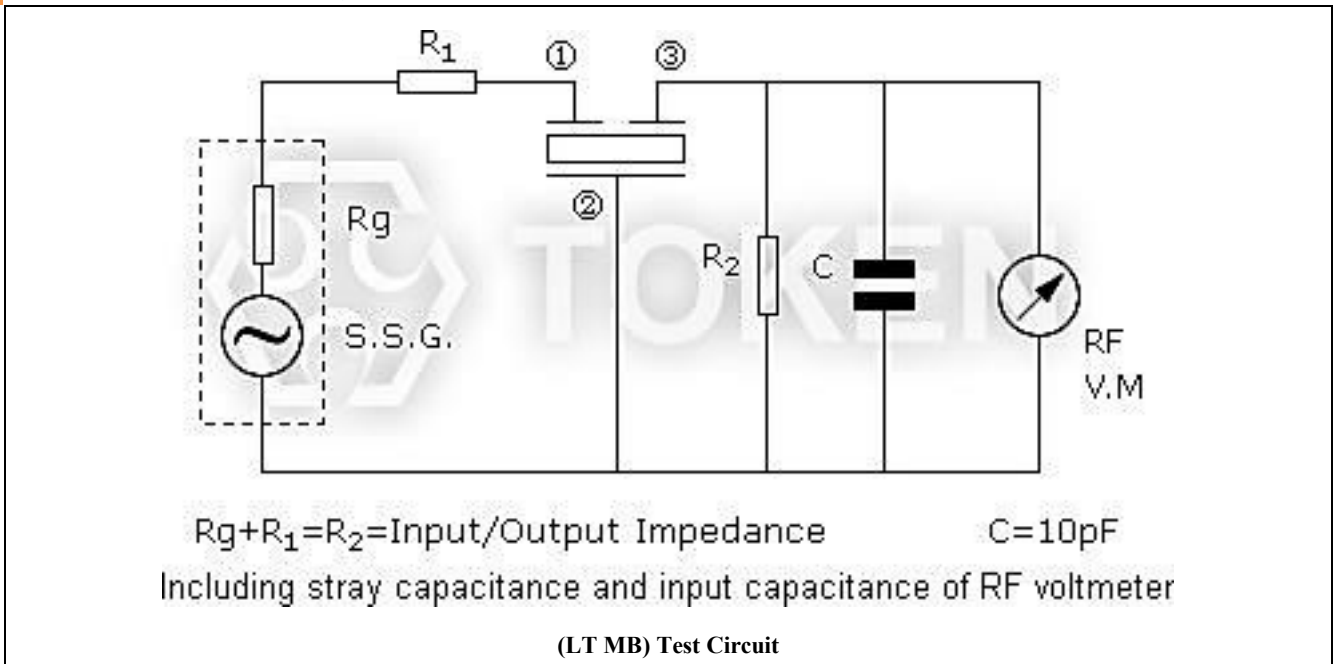 R1
①
③
②
Rg
S.S.G.
TOKEN
R2
C
RF
V.M
Rg+R1=R2=Input/Output Impedance
C=10pF
Including stray capacitance and input capacitance of RF voltmeter
(LT MB) Test Circuit